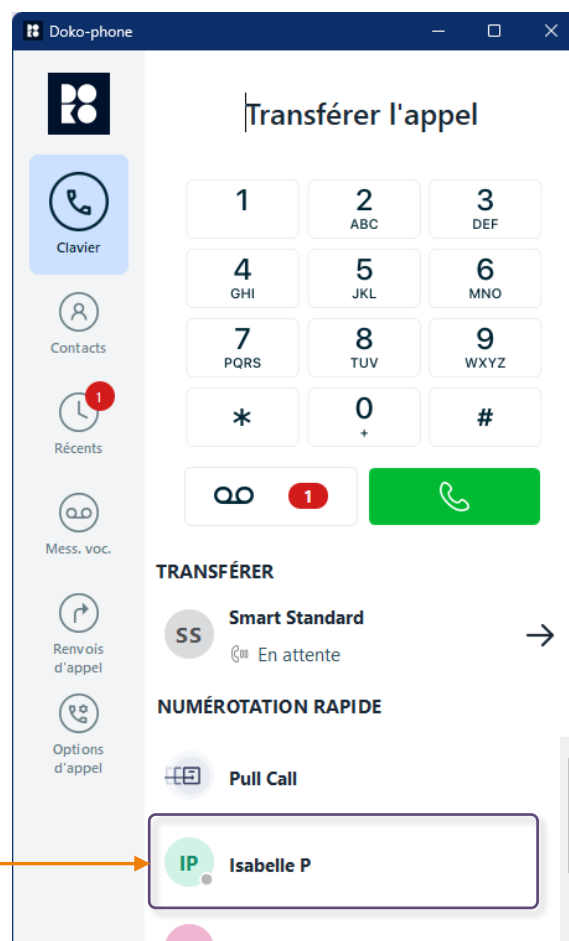 Doko-phone
DO
KO
Transférer l'appel
Clavier
1
2
ABC
3
DEF
4
GHI
5
JKL
6
MNO
7
PQRS
8
TUV
9
WXYZ
*
0
+
#
Contacts
1
Récents
Mess. voc.
Renvois
d'appel
Options
d'appel
1
TRANSFÉRER
SS
Smart Standard
En attente
NUMÉROTATION RAPIDE
Pull Call
IP
Isabelle P